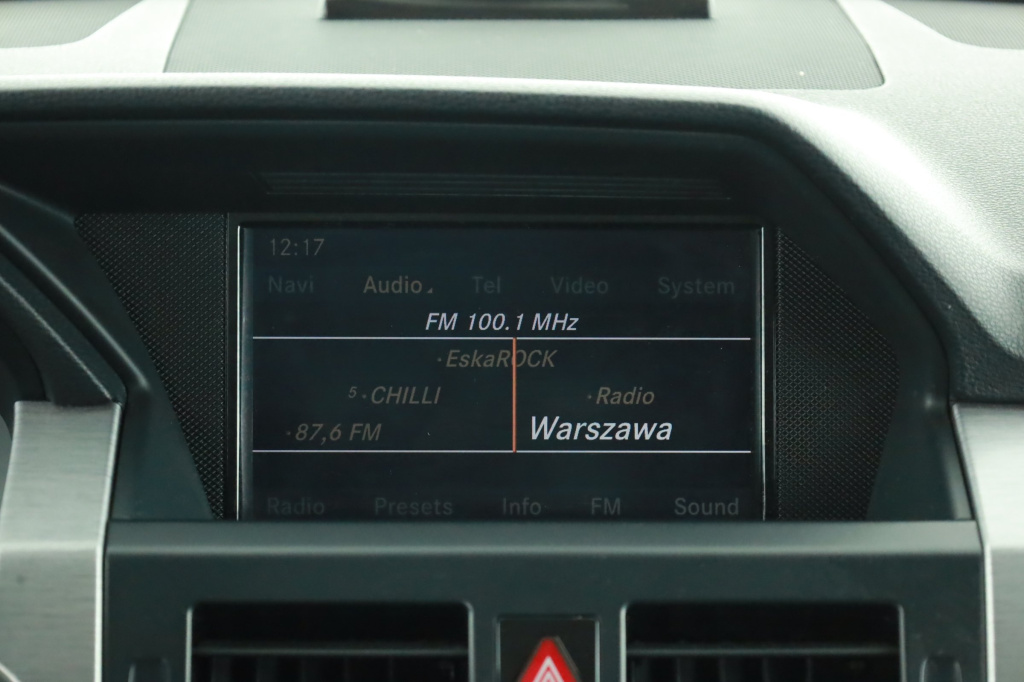 12:17
Navi Audio Tel Video System
FM 100.1 MHz
·EskaROCK
5·CHILLI ·Radio
·87,6 FM Warszawa
Radio Presets Info FM Sound